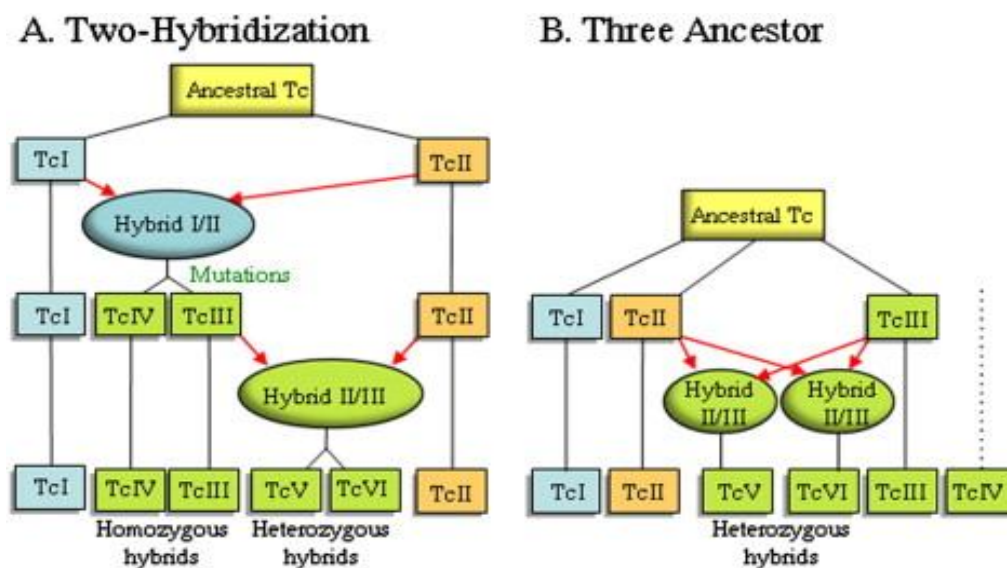 A. Two-Hybridization
Ancestral Tc
TcI
TcII
Hybrid I/II
Mutations
TcI
TcIV
TcIII
TcII
Hybrid II/III
TcI
TcIV
TcIII
TcV
TcVI
TcII
Homozygous
hybrids
Heterozygous
hybrids
B. Three Ancestor
Ancestral Tc
TcI
TcII
TcIII
Hybrid
II/III
Hybrid
II/III
TcI
TcII
TcV
TcVI
TcIII
TcIV
Heterozygous
hybrids